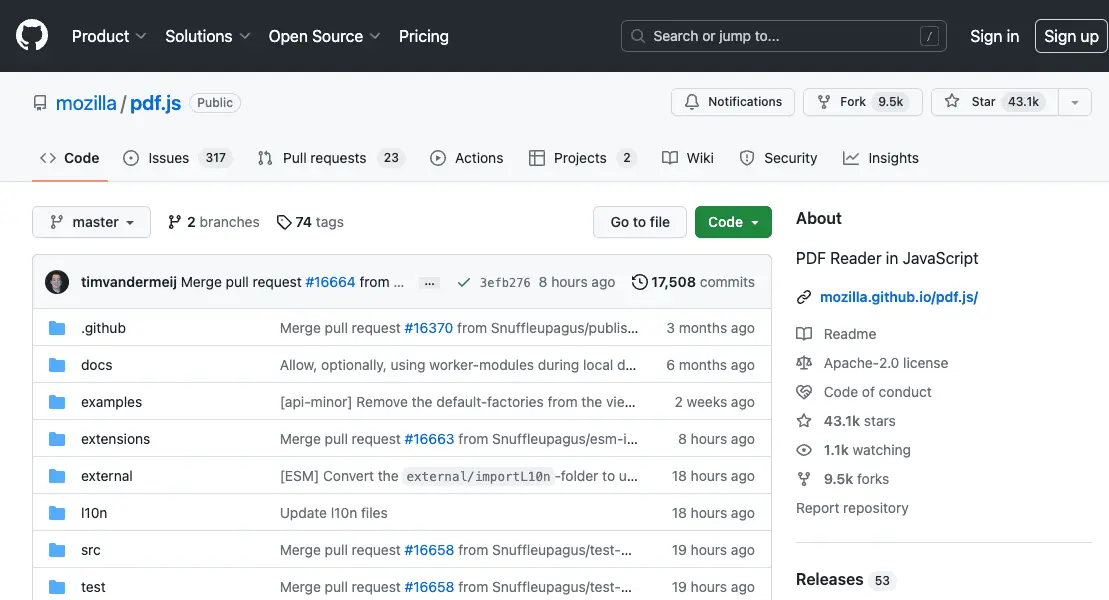 Product Solutions Open Source Pricing Search or jump to... / Sign in Sign up
mozilla / pdf.js Public Notifications Fork 9.5k Star 43.1k
Code Issues 317 Pull requests 23 Actions Projects 2 Wiki Security Insights
master 2 branches 74 tags Go to file Code
timvandermeij Merge pull request #16664 from ... ... 3efb276 8 hours ago 17,508 commits
.github Merge pull request #16370 from Snuffleupagus/publis... 3 months ago
docs Allow, optionally, using worker-modules during local d... 6 months ago
examples [api-minor] Remove the default-factories from the vie... 2 weeks ago
extensions Merge pull request #16663 from Snuffleupagus/esm-i... 8 hours ago
external [ESM] Convert the external/importL10n-folder to u... 18 hours ago
l10n Update l10n files 18 hours ago
src Merge pull request #16658 from Snuffleupagus/test-... 19 hours ago
test Merge pull request #16658 from Snuffleupagus/test-... 19 hours ago
About
PDF Reader in JavaScript
mozilla.github.io/pdf.js/
Readme
Apache-2.0 license
Code of conduct
43.1k stars
1.1k watching
9.5k forks
Report repository
Releases 53